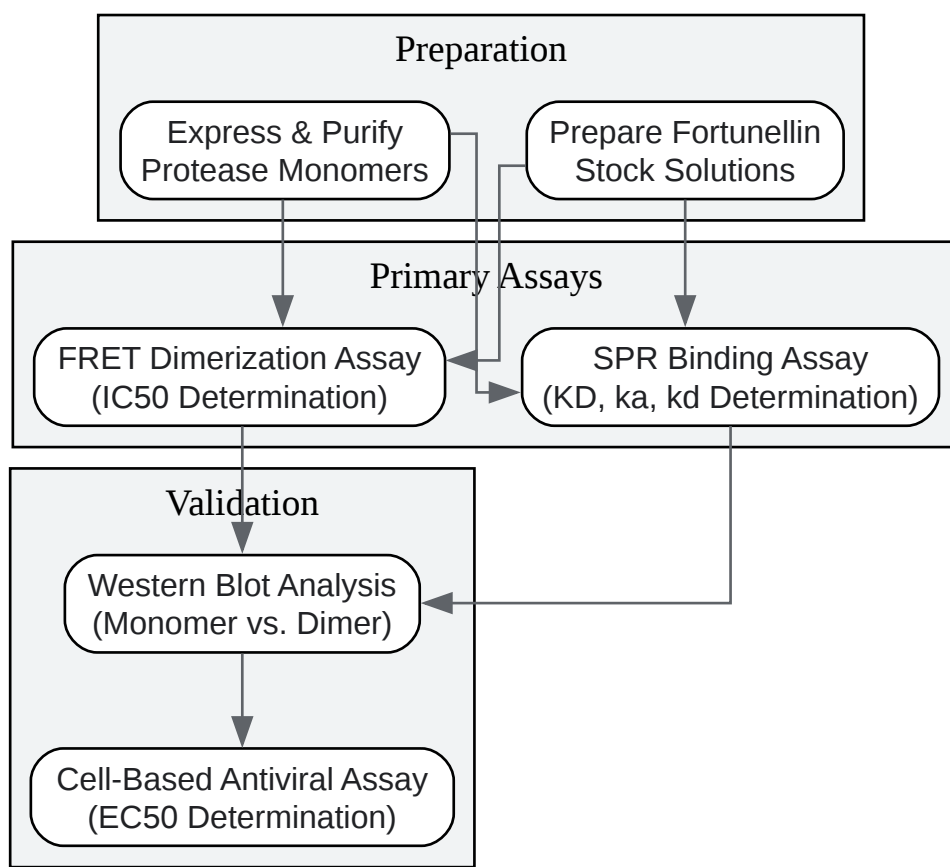 Preparation
Express & Purify
Protease Monomers
Prepare Fortunellin
Stock Solutions
Primary Assays
FRET Dimerization Assay
(IC50 Determination)
SPR Binding Assay
(KD, ka, kd Determination)
Validation
Western Blot Analysis
(Monomer vs. Dimer)
Cell-Based Antiviral Assay
(EC50 Determination)